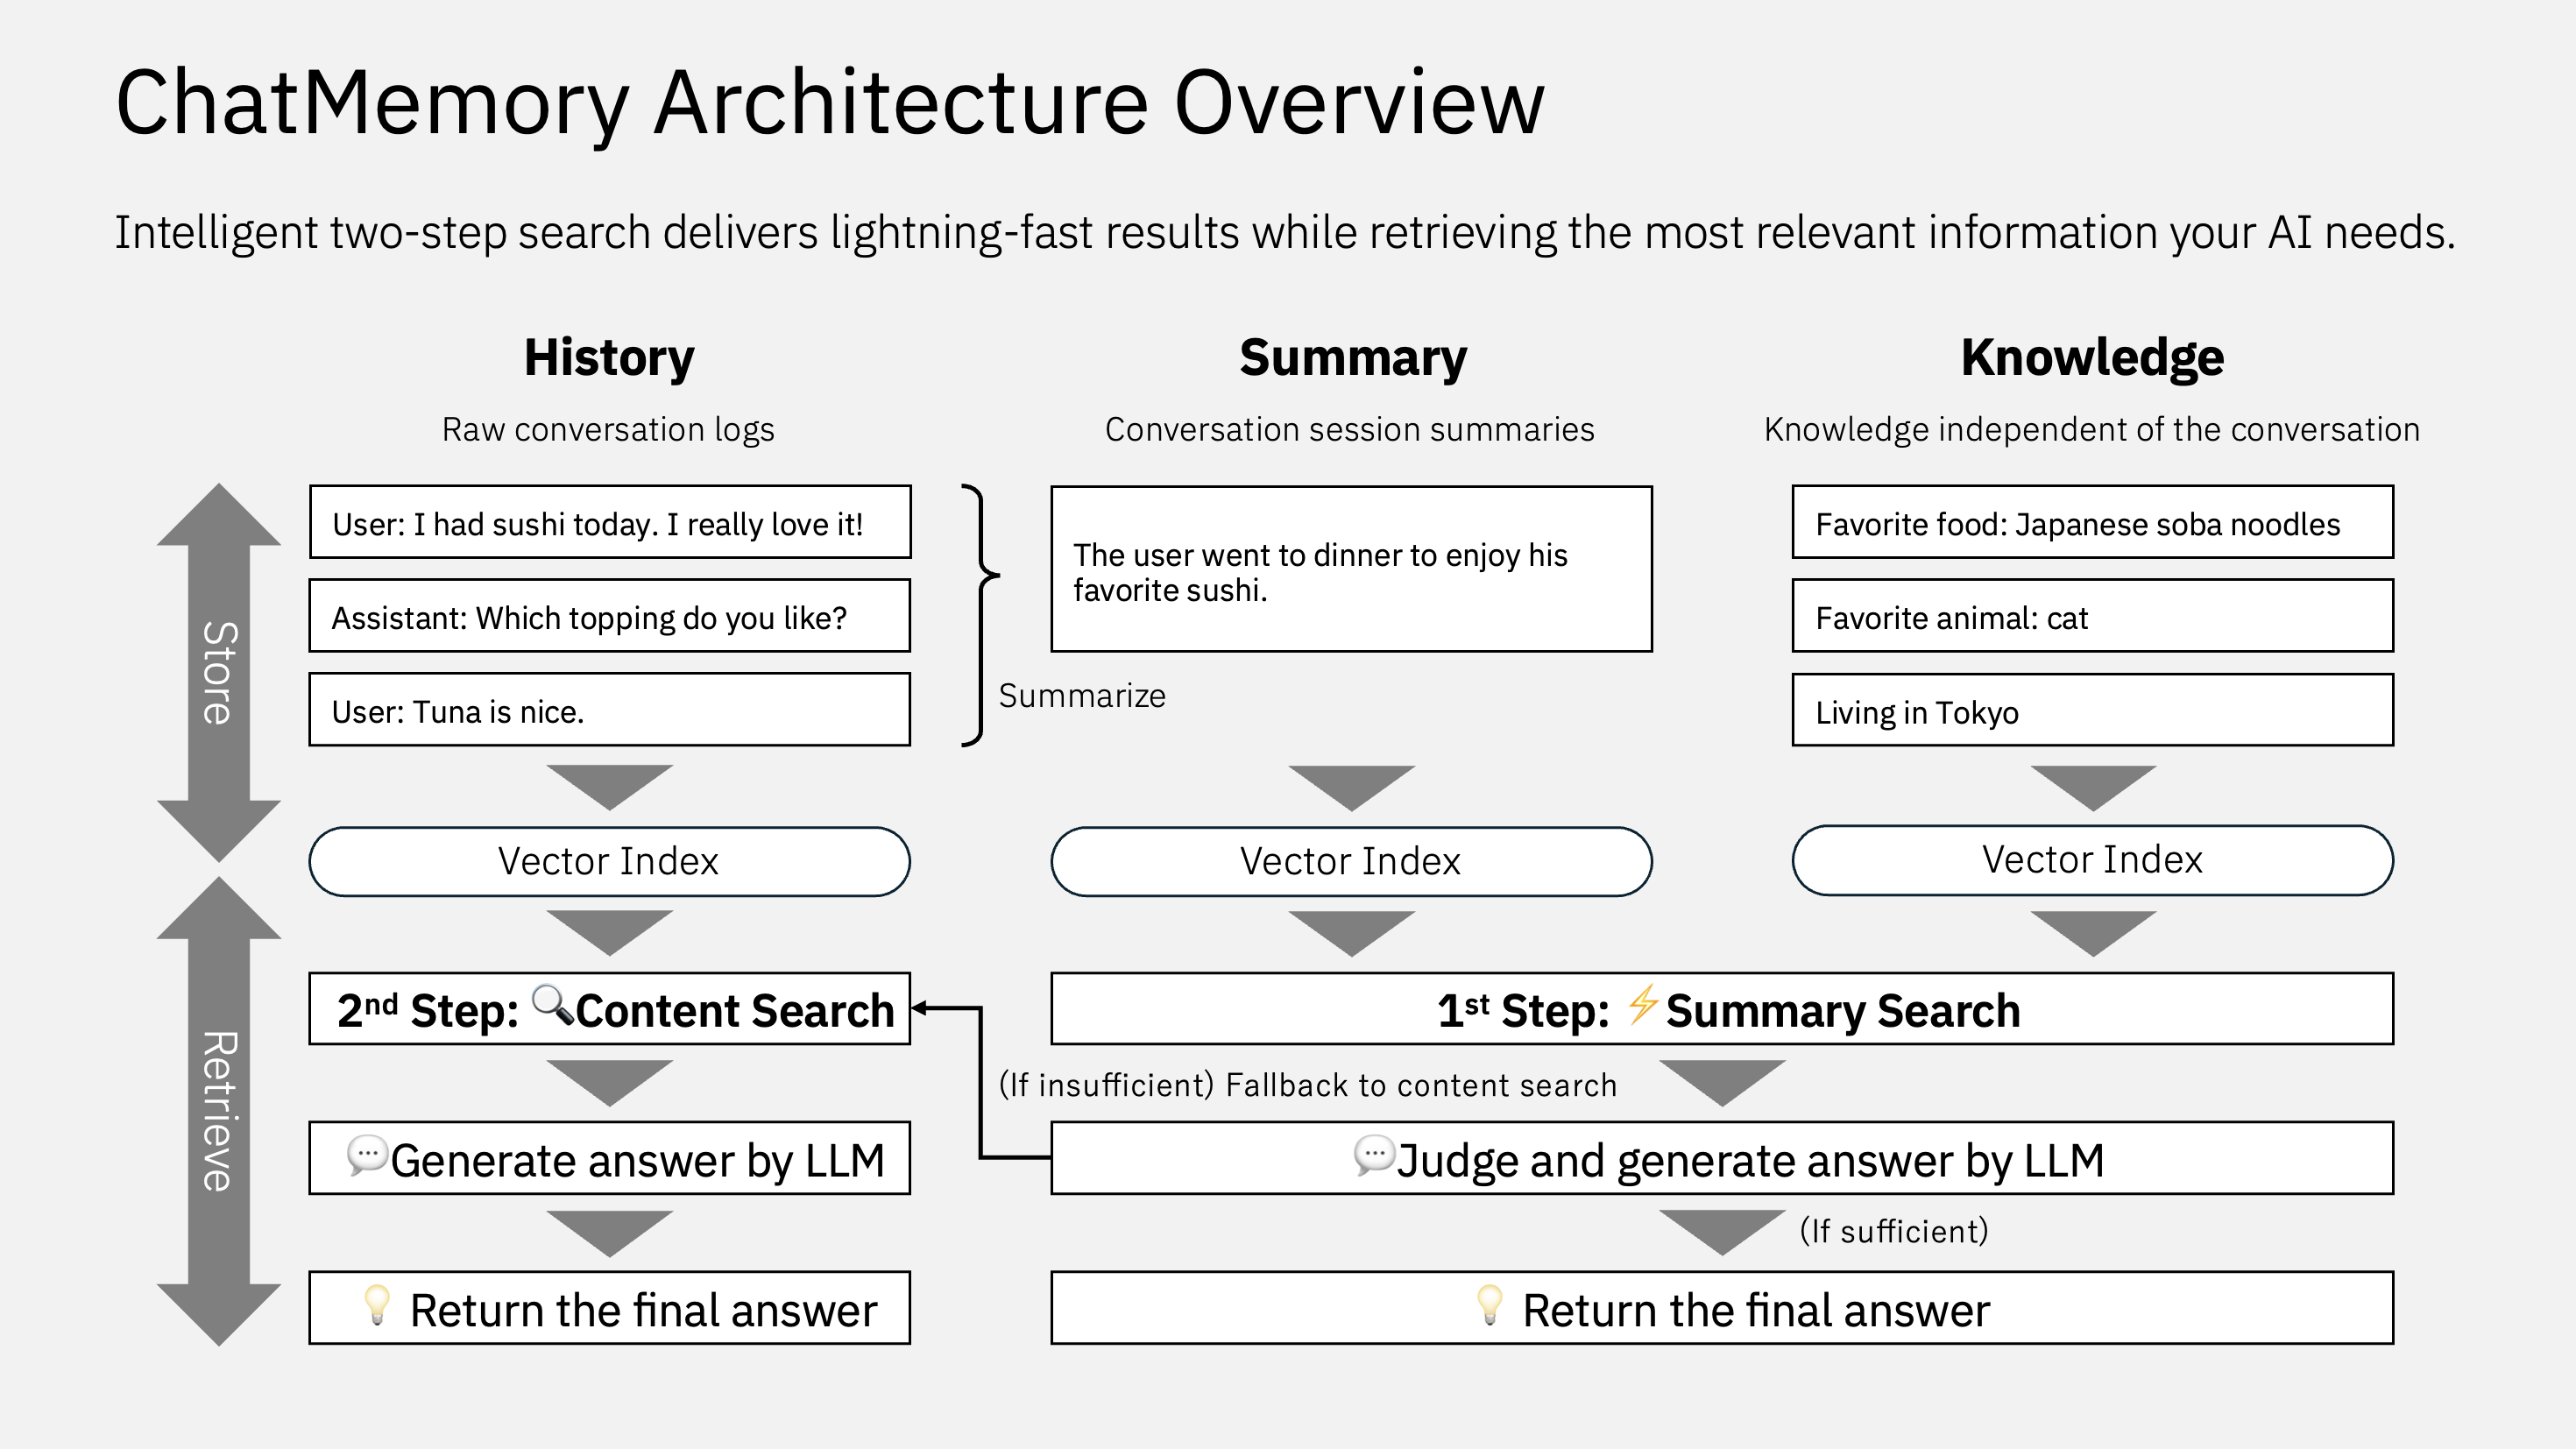 ChatMemory Architecture Overview
Intelligent two-step search delivers lightning-fast results while retrieving the most relevant information your AI needs.
History
Raw conversation logs
User: I had sushi today. I really love it!
Assistant: Which topping do you like?
User: Tuna is nice.
Summarize
Summary
Conversation session summaries
The user went to dinner to enjoy his
favorite sushi.
Knowledge
Knowledge independent of the conversation
Favorite food: Japanese soba noodles
Favorite animal: cat
Living in Tokyo
Store
Vector Index
Vector Index
Vector Index
Retrieve
2nd Step: 🔍Content Search
1st Step: ⚡Summary Search
(If insufficient) Fallback to content search
💬Generate answer by LLM
💬Judge and generate answer by LLM
(If sufficient)
💡 Return the final answer
💡 Return the final answer